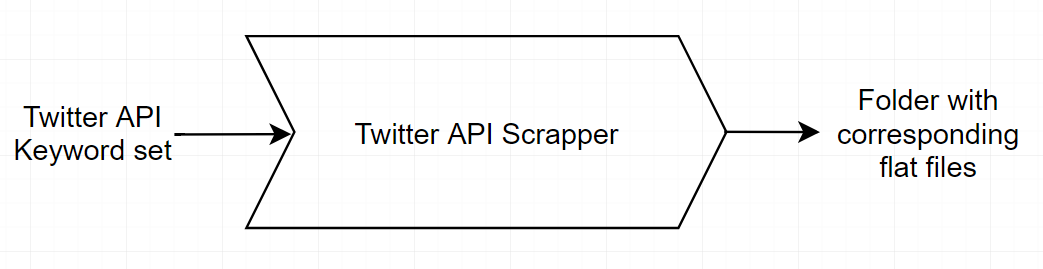 Twitter API
Keyword set
Twitter API Scrapper
Folder with
corresponding
flat files